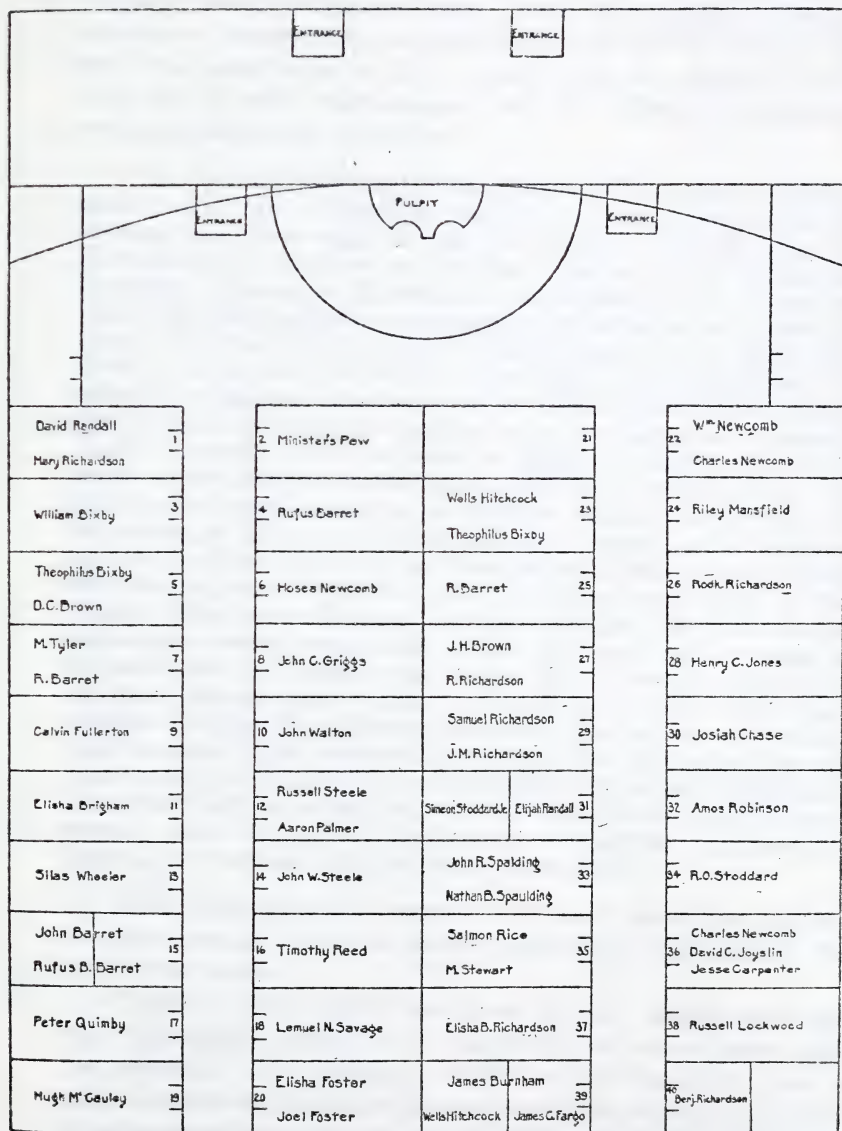 ENTRANCE
ENTRANCE
PULPIT
ENTRANCE
ENTRANCE
David Randall
Mary Richardson
1
2 Minister's Pew
21
22
Wm Newcomb
Charles Newcomb
William Bixby
3
4 Rufus Barret
Wells Hitchcock
Theophilus Bixby
23
24 Riley Mansfield
Theophilus Bixby
D.C. Brown
5
6 Hosea Newcomb
R. Barret
25
26 Rodk. Richardson
M. Tyler
R. Barret
7
8 John C. Griggs
J.H. Brown
R. Richardson
27
28 Henry C. Jones
Calvin Fullerton
9
10 John Walton
Samuel Richardson
J.M. Richardson
29
30 Josiah Chase
Elisha Brigham
11
12
Russell Steele
Aaron Palmer
Simeon Stoddard Jr.
Elijah Randall
31
32 Amos Robinson
Silas Wheeler
13
14 John W. Steele
John R. Spalding
Nathan B. Spaulding
33
34 R.O. Stoddard
John Barret
Rufus B. Barret
15
16 Timothy Reed
Salmon Rice
M. Stewart
35
36
Charles Newcomb
David C. Joyslin
Jesse Carpenter
Peter Quimby
17
18 Lemuel N. Savage
Elisha B. Richardson
37
38 Russell Lockwood
Hugh McCauley
19
20
Elisha Foster
Joel Foster
James Burnham
Wells Hitchcock
James G. Fargo
39
40
Benj. Richardson